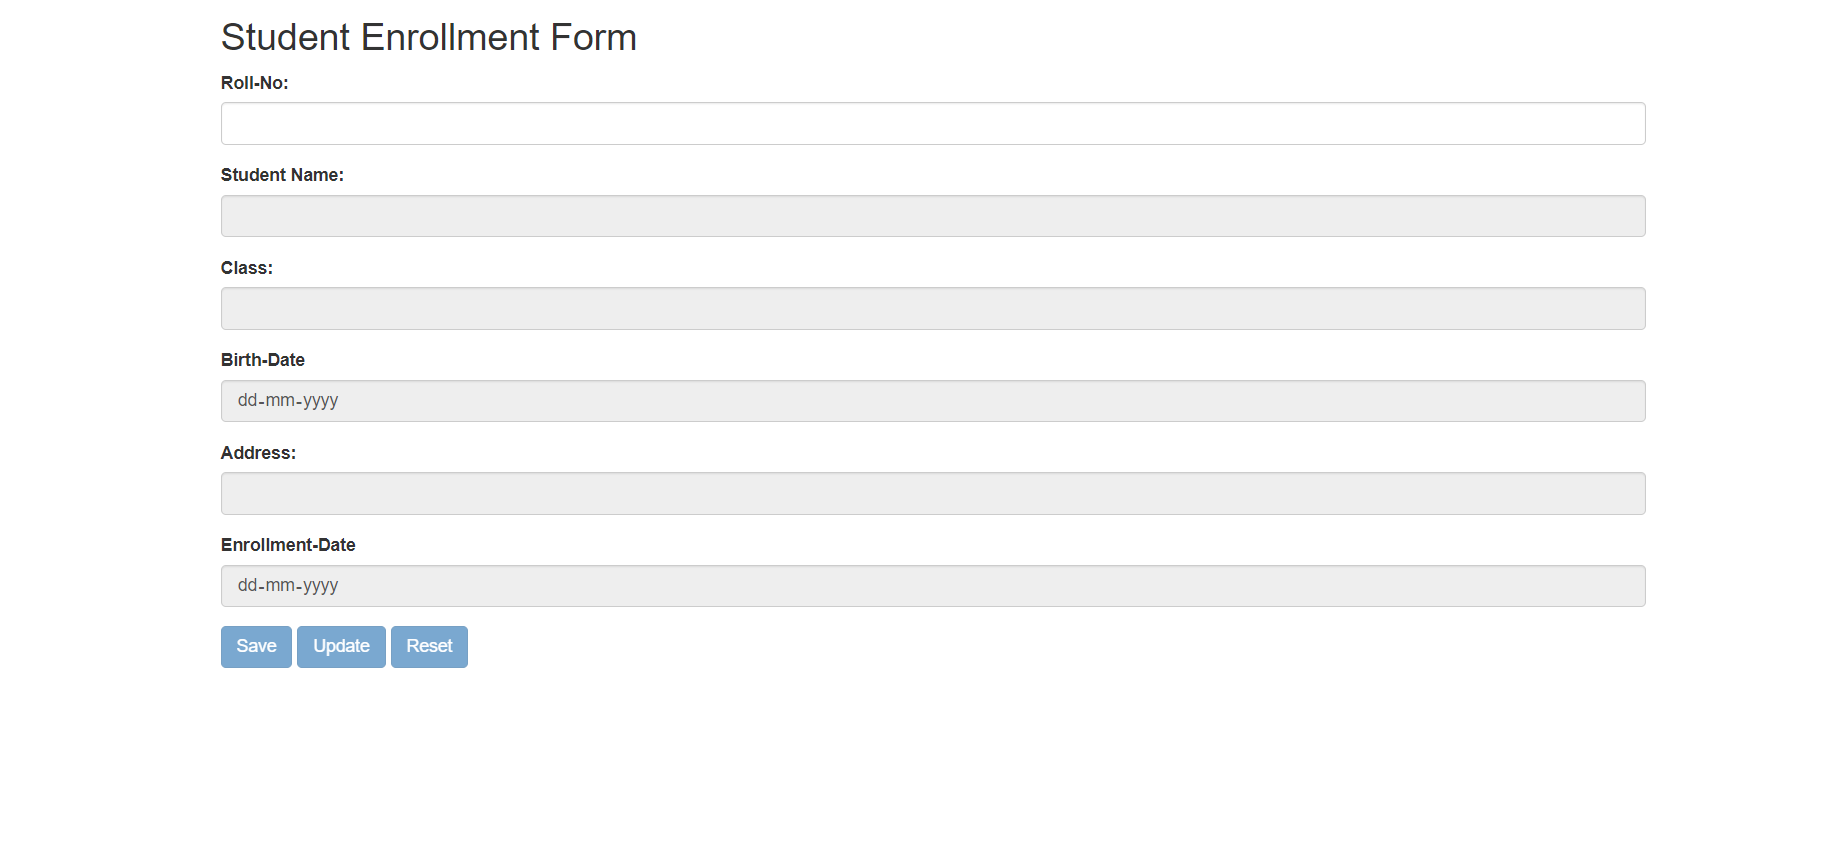 Student Enrollment Form
Roll-No:
Student Name:
Class:
Birth-Date
dd-mm-yyyy
Address:
Enrollment-Date
dd-mm-yyyy
Save Update Reset